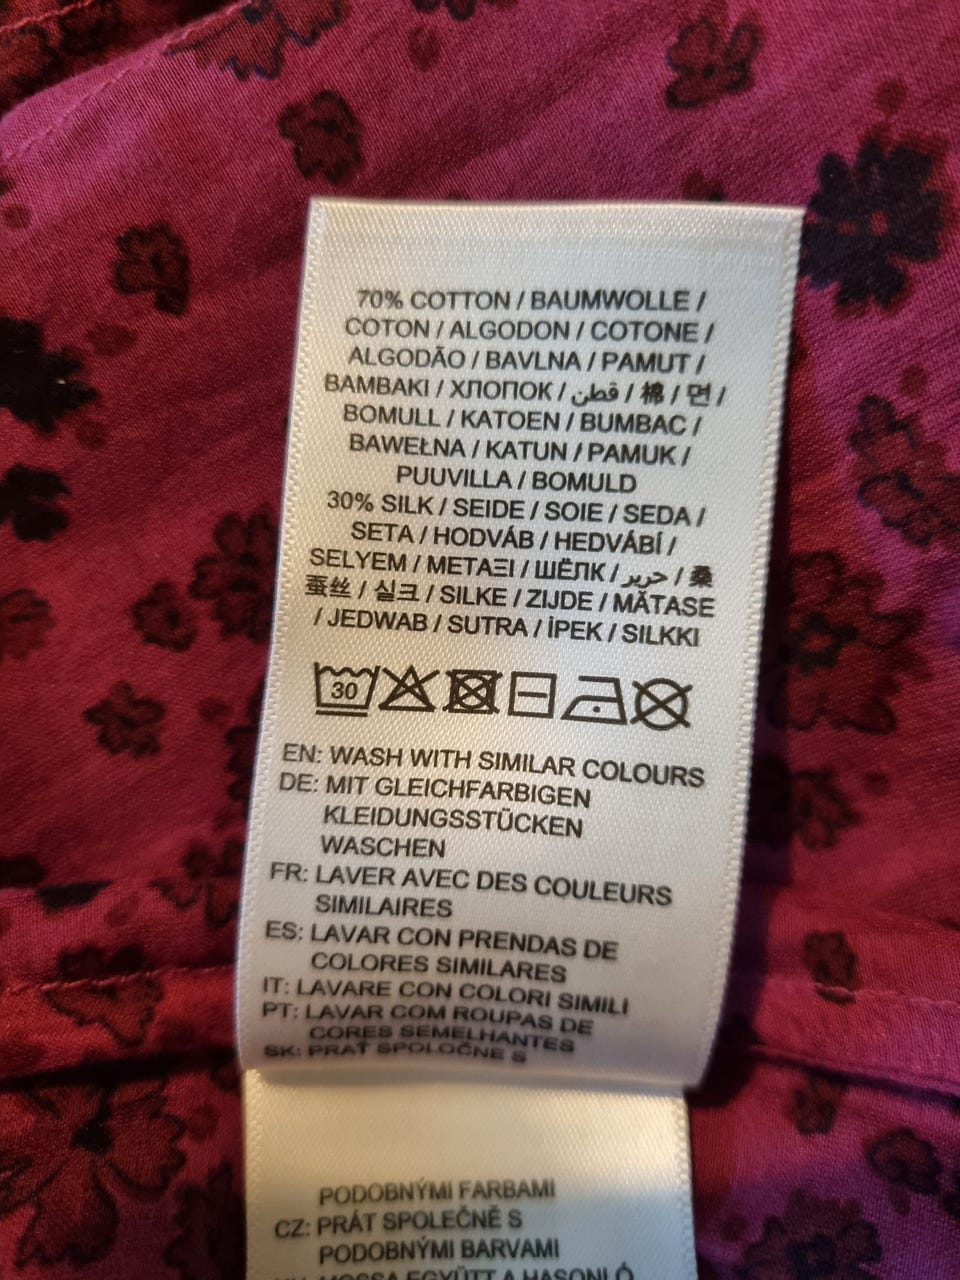 70% COTTON / BAUMWOLLE /
COTON / ALGODON / COTONE /
ALGODÃO / BAVLNA / PAMUT /
BAMBAKI / ХЛОПОК / قطن / 棉 / 면 /
BOMULL / KATOEN / BUMBAC /
BAWEŁNA / KATUN / PAMUK /
PUUVILLA / BOMULD
30% SILK / SEIDE / SOIE / SEDA /
SETA / HODVÁB / HEDVÁBÍ /
SELYEM / ΜΕΤΑΞΙ / ШЁЛК / حرير / 桑
蚕丝 / 실크 / SILKE / ZIJDE / MĂTASE
/ JEDWAB / SUTRA / İPEK / SILKKI
30
EN: WASH WITH SIMILAR COLOURS
DE: MIT GLEICHFARBIGEN
KLEIDUNGSSTÜCKEN
WASCHEN
FR: LAVER AVEC DES COULEURS
SIMILAIRES
ES: LAVAR CON PRENDAS DE
COLORES SIMILARES
IT: LAVARE CON COLORI SIMILI
PT: LAVAR COM ROUPAS DE
CORES SEMELHANTES
SK: PRAŤ SPOLOČNE S
PODOBNÝMI FARBAMI
CZ: PRÁT SPOLEČNĚ S
PODOBNÝMI BARVAMI
MOSSA EGYÜTT A HASONLÓ